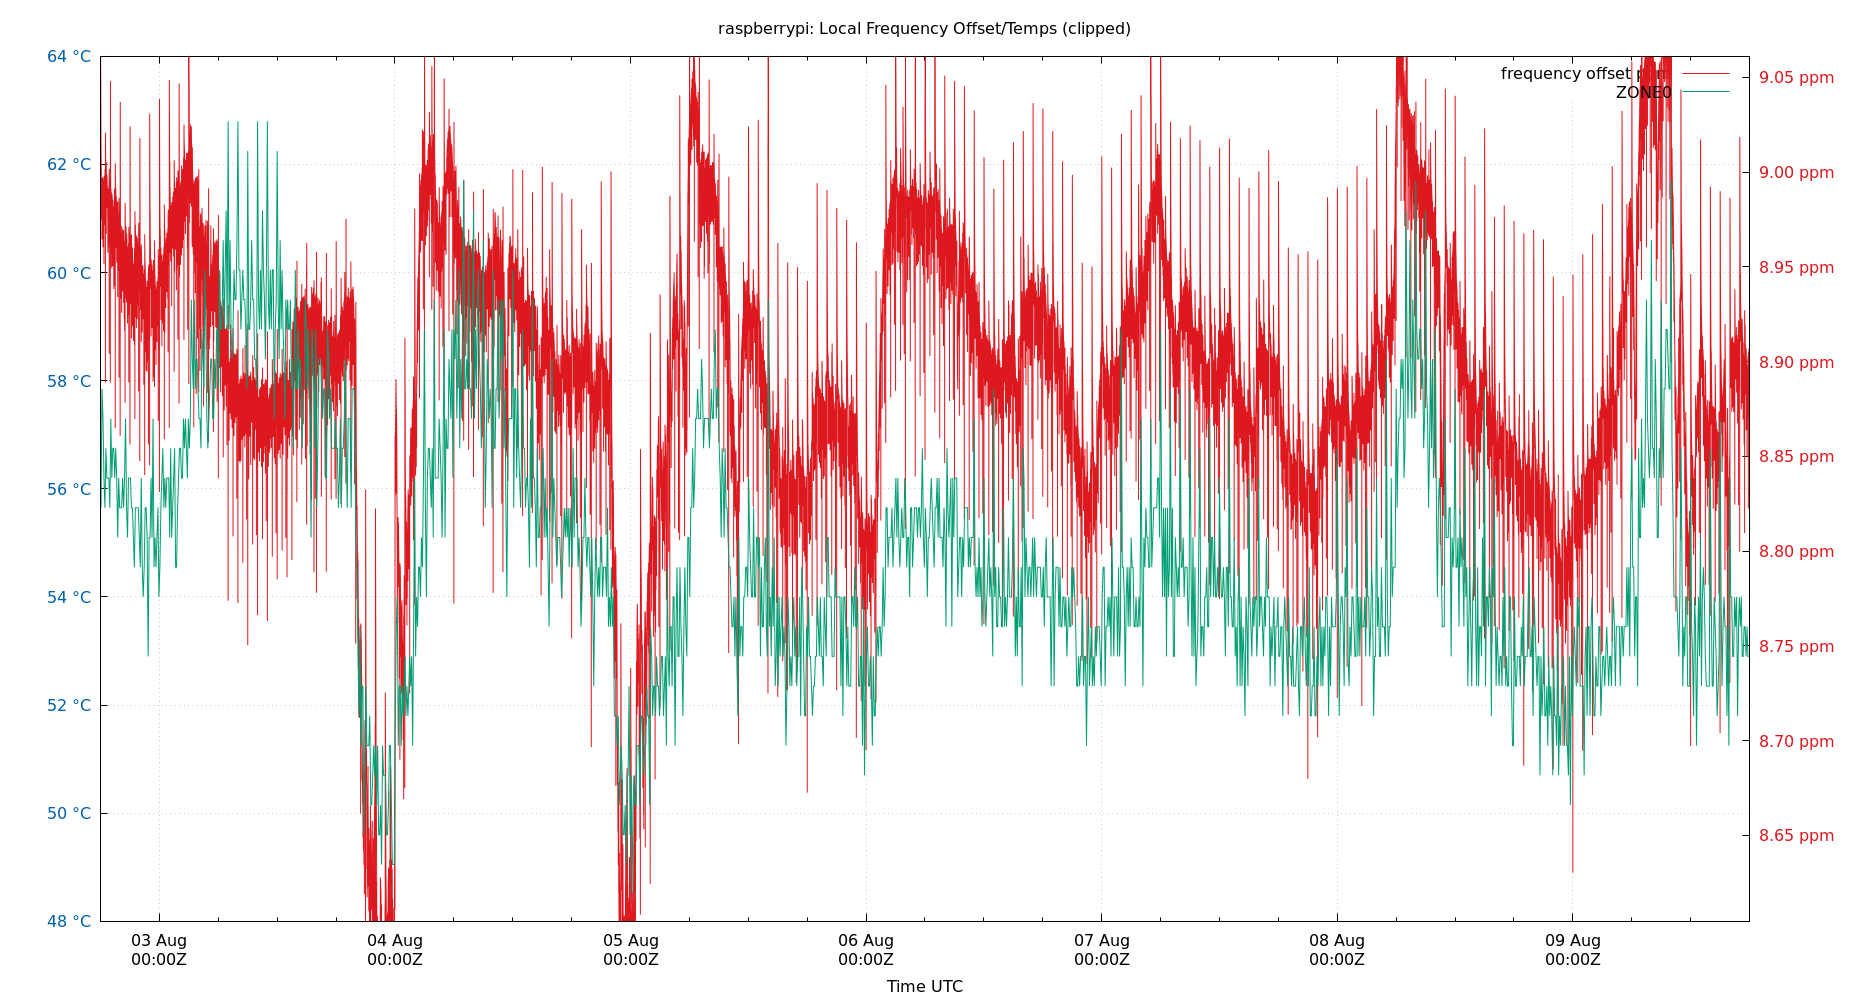 raspberrypi: Local Frequency Offset/Temps (clipped)
64 °C
62 °C
60 °C
58 °C
56 °C
54 °C
52 °C
50 °C
48 °C
frequency offset ppm
ZONE0
9.05 ppm
9.00 ppm
8.95 ppm
8.90 ppm
8.85 ppm
8.80 ppm
8.75 ppm
8.70 ppm
8.65 ppm
03 Aug 04 Aug 05 Aug 06 Aug 07 Aug 08 Aug 09 Aug
00:00Z 00:00Z 00:00Z 00:00Z 00:00Z 00:00Z 00:00Z
Time UTC